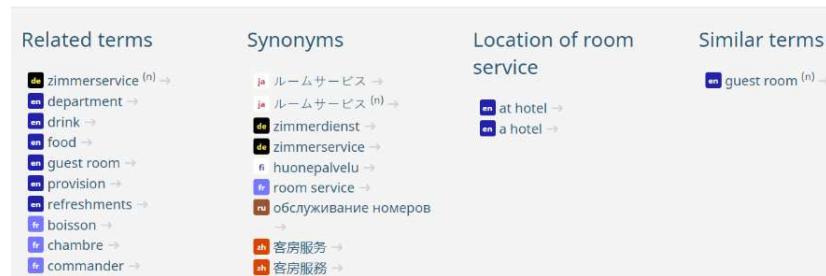 Related terms
de zimmerservice (n) →
en department →
en drink →
en food →
en guest room →
en provision →
en refreshments →
fr boisson →
fr chambre →
fr commander →
Synonyms
ja ルームサービス →
ja ルームサービス (n) →
de zimmerdienst →
de zimmerservice →
fi huonepalvelu →
fr room service →
ru обслуживание номеров
→
zh 客房服务 →
zh 客房服務 →
Location of room
service
en at hotel →
en a hotel →
Similar terms
en guest room (n) →